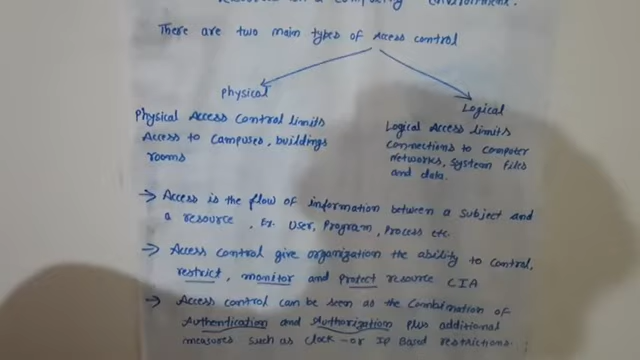 resource in a computing environment.
There are two main types of Access control
Physical
Logical
Physical Access Control limits
Access to campuses, buildings
rooms
Logical Access limits
connections to computer
networks, system files
and data.
→ Access is the flow of information between a subject and
a resource, Ex. User, Program, Process etc.
→ Access control give organization the ability to control,
restrict, monitor and Protect resource CIA
→ Access control can be seen as the Combination of
Authentication and Authorization plus additional
measures such as Clock-or IP Based restrictions.